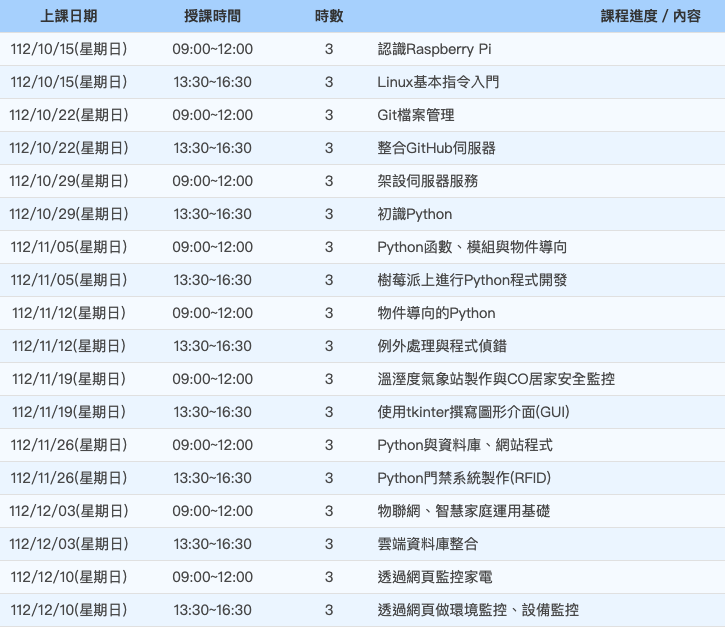 上課日期 授課時間 時數 課程進度 / 內容
112/10/15(星期日) 09:00~12:00 3 認識Raspberry Pi
112/10/15(星期日) 13:30~16:30 3 Linux基本指令入門
112/10/22(星期日) 09:00~12:00 3 Git檔案管理
112/10/22(星期日) 13:30~16:30 3 整合GitHub伺服器
112/10/29(星期日) 09:00~12:00 3 架設伺服器服務
112/10/29(星期日) 13:30~16:30 3 初識Python
112/11/05(星期日) 09:00~12:00 3 Python函數、模組與物件導向
112/11/05(星期日) 13:30~16:30 3 樹莓派上進行Python程式開發
112/11/12(星期日) 09:00~12:00 3 物件導向的Python
112/11/12(星期日) 13:30~16:30 3 例外處理與程式偵錯
112/11/19(星期日) 09:00~12:00 3 溫溼度氣象站製作與CO居家安全監控
112/11/19(星期日) 13:30~16:30 3 使用tkinter撰寫圖形介面(GUI)
112/11/26(星期日) 09:00~12:00 3 Python與資料庫、網站程式
112/11/26(星期日) 13:30~16:30 3 Python門禁系統製作(RFID)
112/12/03(星期日) 09:00~12:00 3 物聯網、智慧家庭運用基礎
112/12/03(星期日) 13:30~16:30 3 雲端資料庫整合
112/12/10(星期日) 09:00~12:00 3 透過網頁監控家電
112/12/10(星期日) 13:30~16:30 3 透過網頁做環境監控、設備監控